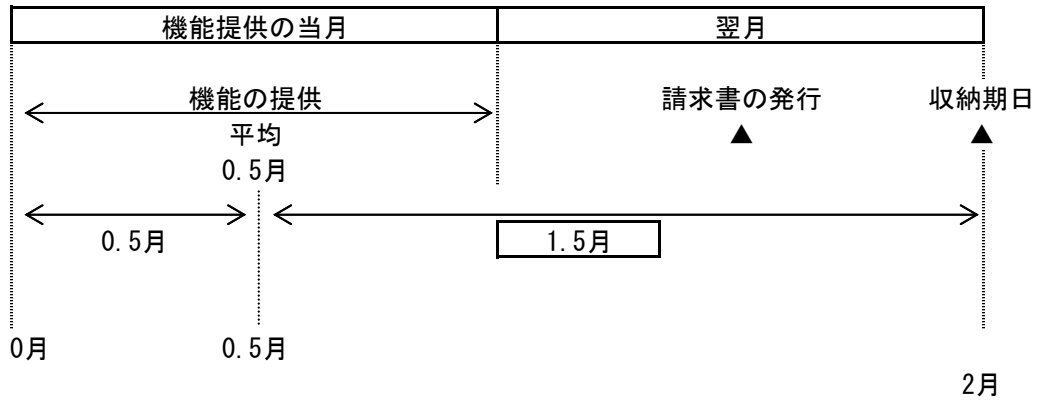 機能提供の当月 翌月
機能の提供 請求書の発行 収納期日
平均 ▲ ▲
0.5月
0.5月 1.5月
0月 0.5月
2月